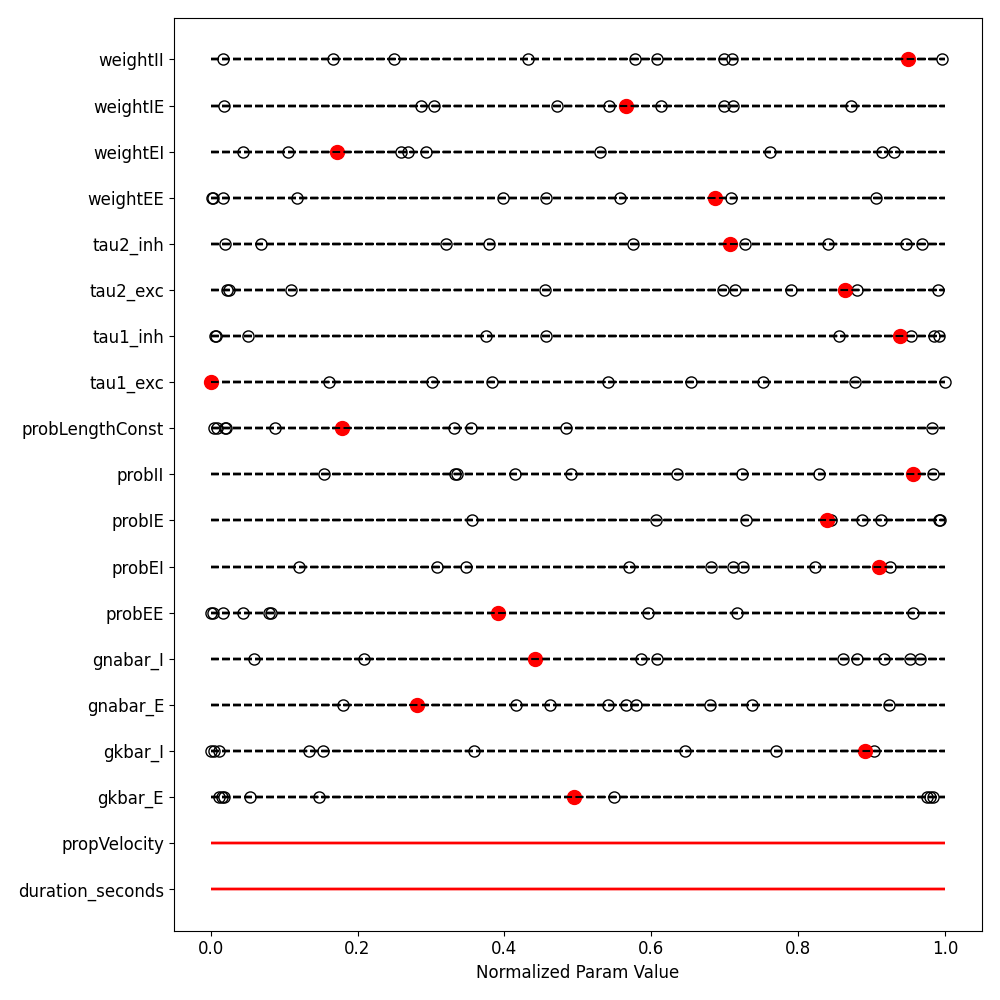 weightII
weightIE
weightEI
weightEE
tau2_inh
tau2_exc
tau1_inh
tau1_exc
probLengthConst
probII
probIE
probEI
probEE
gnabar_I
gnabar_E
gkbar_I
gkbar_E
propVelocity
duration_seconds
0.0 0.2 0.4 0.6 0.8 1.0
Normalized Param Value